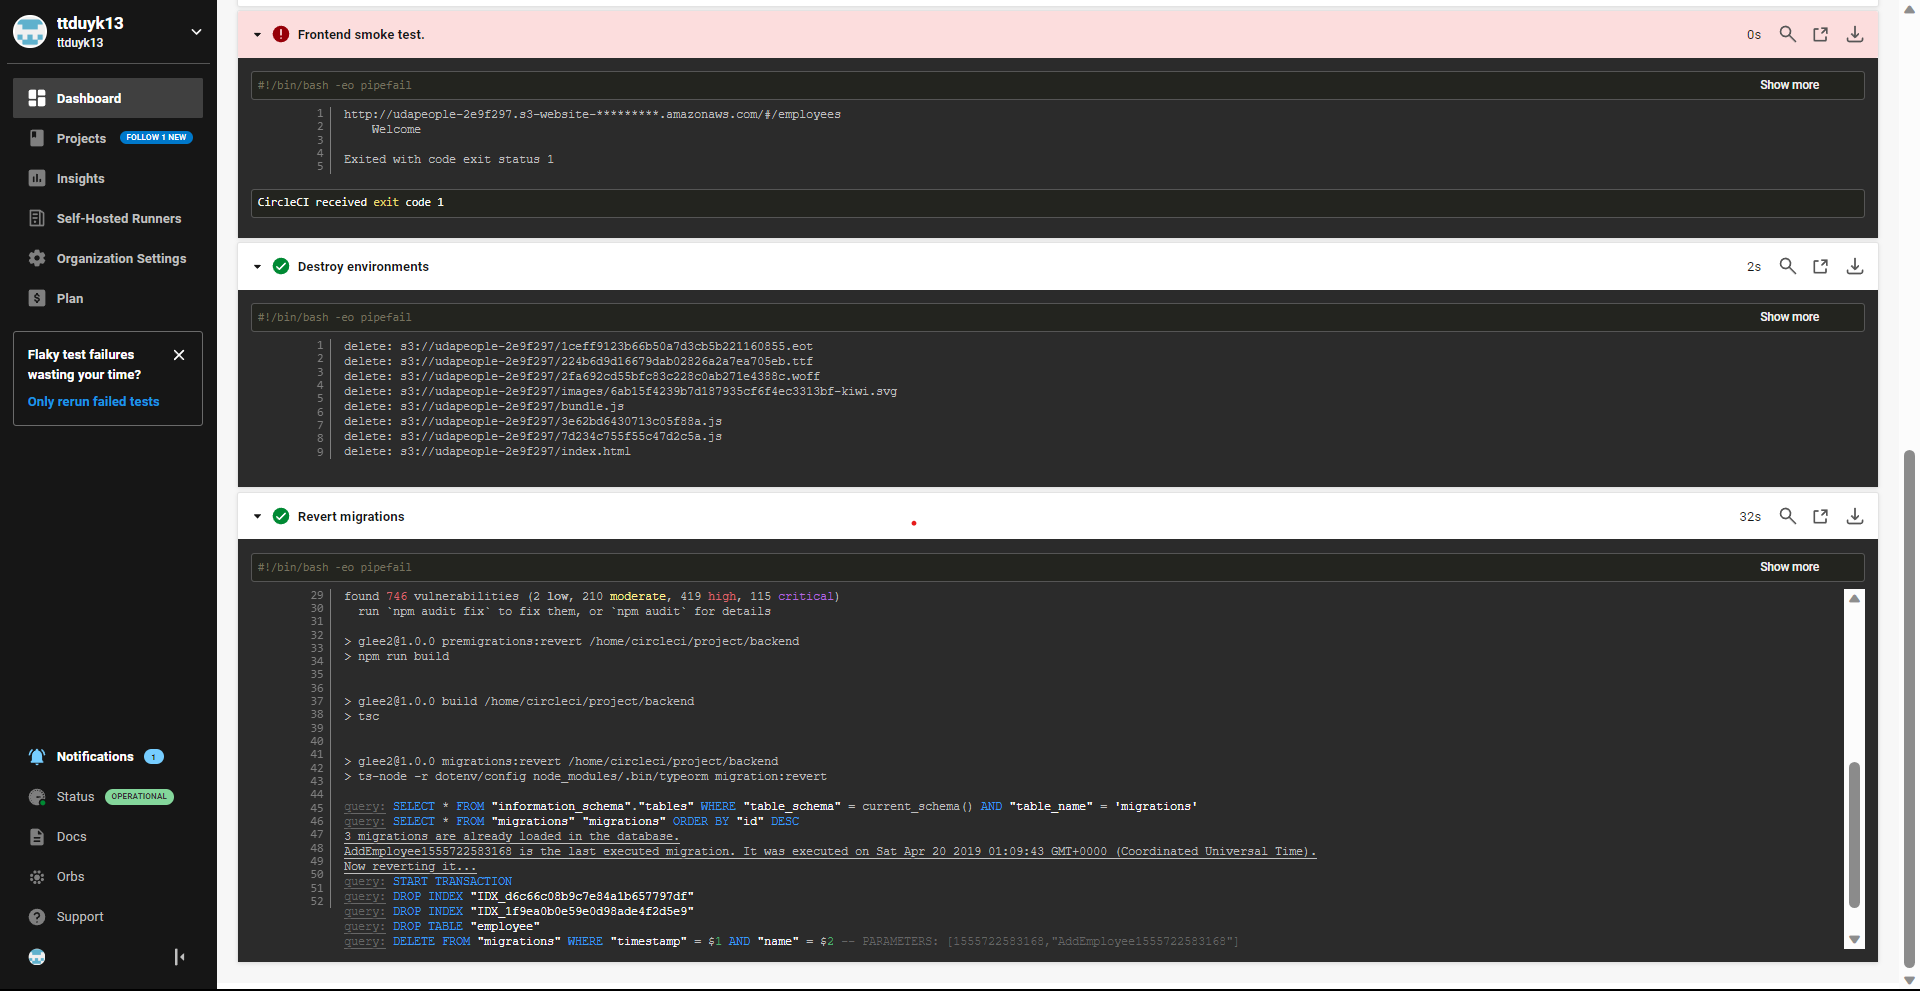 ttduyk13
ttduyk13
Dashboard
Projects FOLLOW 1 NEW
Insights
Self-Hosted Runners
Organization Settings
Plan
Flaky test failures
wasting your time?
Only rerun failed tests
Notifications 1
Status OPERATIONAL
Docs
Orbs
Support
Frontend smoke test. 0s
#!/bin/bash -eo pipefail Show more
1 http://udapeople-2e9f297.s3-website-*********.amazonaws.com/#/employees
2 Welcome
3
4 Exited with code exit status 1
5
CircleCI received exit code 1
Destroy environments 2s
#!/bin/bash -eo pipefail Show more
1 delete: s3://udapeople-2e9f297/1ceff9123b66b50a7d3cb5b221160855.eot
2 delete: s3://udapeople-2e9f297/224b6d9d16679dab02826a2a7ea705eb.ttf
3 delete: s3://udapeople-2e9f297/2fa692cd55bfc83c228c0ab271e4388c.woff
4 delete: s3://udapeople-2e9f297/images/6ab15f4239b7d187935cf6f4ec3313bf-kiwi.svg
5 delete: s3://udapeople-2e9f297/bundle.js
6 delete: s3://udapeople-2e9f297/3e62bd6430713c05f88a.js
7 delete: s3://udapeople-2e9f297/7d234c755f55c47d2c5a.js
8 delete: s3://udapeople-2e9f297/index.html
9
Revert migrations 32s
#!/bin/bash -eo pipefail Show more
29 found 746 vulnerabilities (2 low, 210 moderate, 419 high, 115 critical)
30 run `npm audit fix` to fix them, or `npm audit` for details
31
32 > glee2@1.0.0 premigrations:revert /home/circleci/project/backend
33 > npm run build
34
35
36
37 > glee2@1.0.0 build /home/circleci/project/backend
38 > tsc
39
40
41 > glee2@1.0.0 migrations:revert /home/circleci/project/backend
42 > ts-node -r dotenv/config node_modules/.bin/typeorm migration:revert
43
44 query: SELECT * FROM "information_schema"."tables" WHERE "table_schema" = current_schema() AND "table_name" = 'migrations'
45 query: SELECT * FROM "migrations" "migrations" ORDER BY "id" DESC
46 3 migrations are already loaded in the database.
47 AddEmployee1555722583168 is the last executed migration. It was executed on Sat Apr 20 2019 01:09:43 GMT+0000 (Coordinated Universal Time).
48 Now reverting it...
49 query: START TRANSACTION
50 query: DROP INDEX "IDX_d6c66c08b9c7e84a1b657797df"
51 query: DROP INDEX "IDX_1f9ea0b0e59e0d98ade4f2d5e9"
52 query: DROP TABLE "employee"
query: DELETE FROM "migrations" WHERE "timestamp" = $1 AND "name" = $2 -- PARAMETERS: [1555722583168,"AddEmployee1555722583168"]